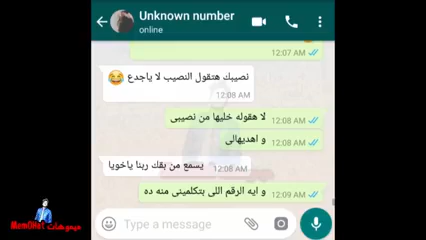 Unknown number
online
12:07 AM
نصيبك هتقول النصيب لا ياجدع 😂
12:08 AM
لا هقوله خليها من نصيبى
12:08 AM
و اهديهالى
12:08 AM
يسمع من بقك ربنا ياخويا
12:08 AM
و ايه الرقم اللى بتكلمينى منه ده
12:09 AM
Type a message
ميموهات MemOHat